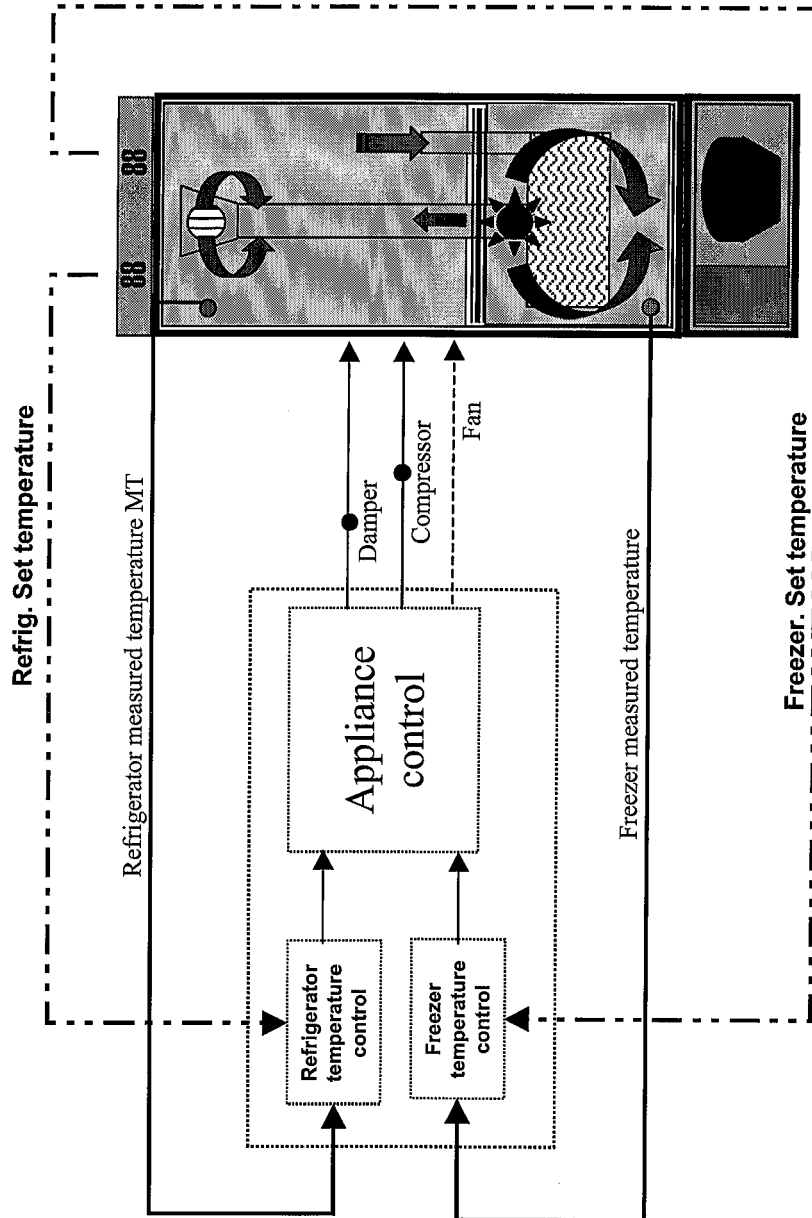 Refrig. Set temperature
Refrigerator measured temperature MT
88
88
Damper
Compressor
Fan
Appliance
control
Refrigerator
temperature
control
Freezer
temperature
control
Freezer measured temperature
Freezer. Set temperature